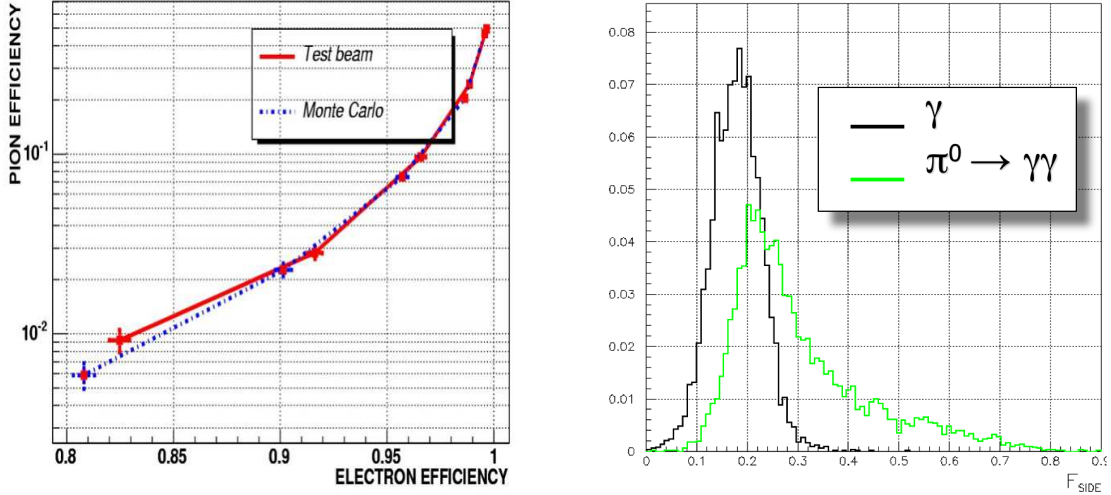 PION EFFICIENCY
10⁻¹
10⁻²
Test beam
Monte Carlo
0.8 0.85 0.9 0.95 1
ELECTRON EFFICIENCY
0.08
0.07
0.06
0.05
0.04
0.03
0.02
0.01
0
γ
π⁰ → γγ
0 0.1 0.2 0.3 0.4 0.5 0.6 0.7 0.8 0.9
F_SIDE